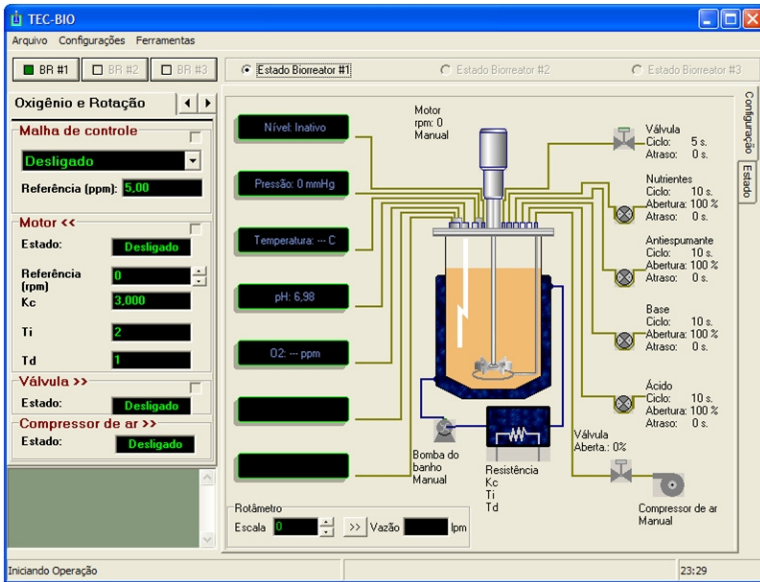 TEC-BIO
Arquivo Configurações Ferramentas
BR #1 BR #2 BR #3
Estado Biorreator #1 Estado Biorreator #2 Estado Biorreator #3
Oxigênio e Rotação
Malha de controle
Desligado
Referência (ppm): 5,00
Motor <<
Estado: Desligado
Referência (rpm) 0
Kc 3,000
Ti 2
Td 1
Válvula >>
Estado: Desligado
Compressor de ar >>
Estado: Desligado
Nível: Inativo
Pressão: 0 mmHg
Temperatura: --- C
pH: 6,98
O2: --- ppm
Motor
rpm: 0
Manual
Válvula
Ciclo: 5 s.
Atraso: 0 s.
Nutrientes
Ciclo: 10 s.
Abertura: 100 %
Atraso: 0 s.
Antiespumante
Ciclo: 10 s.
Abertura: 100 %
Atraso: 0 s.
Base
Ciclo: 10 s.
Abertura: 100 %
Atraso: 0 s.
Ácido
Ciclo: 10 s.
Abertura: 100 %
Atraso: 0 s.
Válvula
Aberta.: 0%
Bomba do
banho
Manual
Resistência
Kc
Ti
Td
Compressor de ar
Manual
Rotâmetro
Escala 0 >> Vazão lpm
Configuração
Estado
Iniciando Operação
23:29